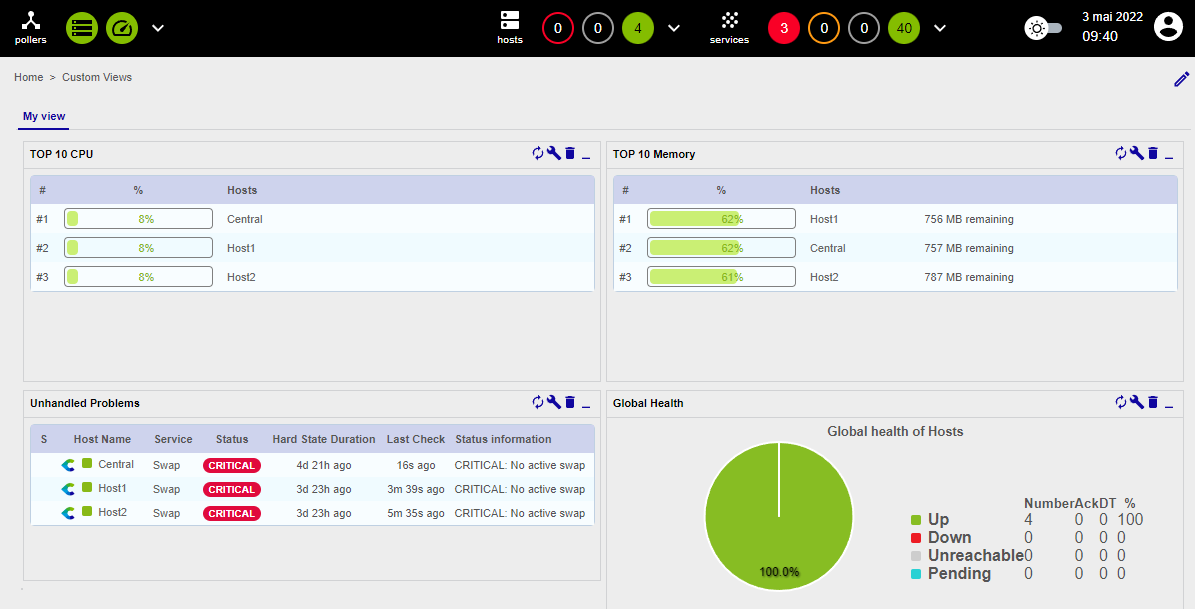 pollers
hosts 0 0 4
services 3 0 0 40
3 mai 2022
09:40
Home > Custom Views
My view
TOP 10 CPU
# % Hosts
#1 8% Central
#2 8% Host1
#3 8% Host2
TOP 10 Memory
# % Hosts
#1 62% Host1 756 MB remaining
#2 62% Central 757 MB remaining
#3 61% Host2 787 MB remaining
Unhandled Problems
S Host Name Service Status Hard State Duration Last Check Status information
Central Swap CRITICAL 4d 21h ago 16s ago CRITICAL: No active swap
Host1 Swap CRITICAL 3d 23h ago 3m 39s ago CRITICAL: No active swap
Host2 Swap CRITICAL 3d 23h ago 5m 35s ago CRITICAL: No active swap
Global Health
Global health of Hosts
100.0%
Number Ack DT %
Up 4 0 0 100
Down 0 0 0 0
Unreachable 0 0 0 0
Pending 0 0 0 0